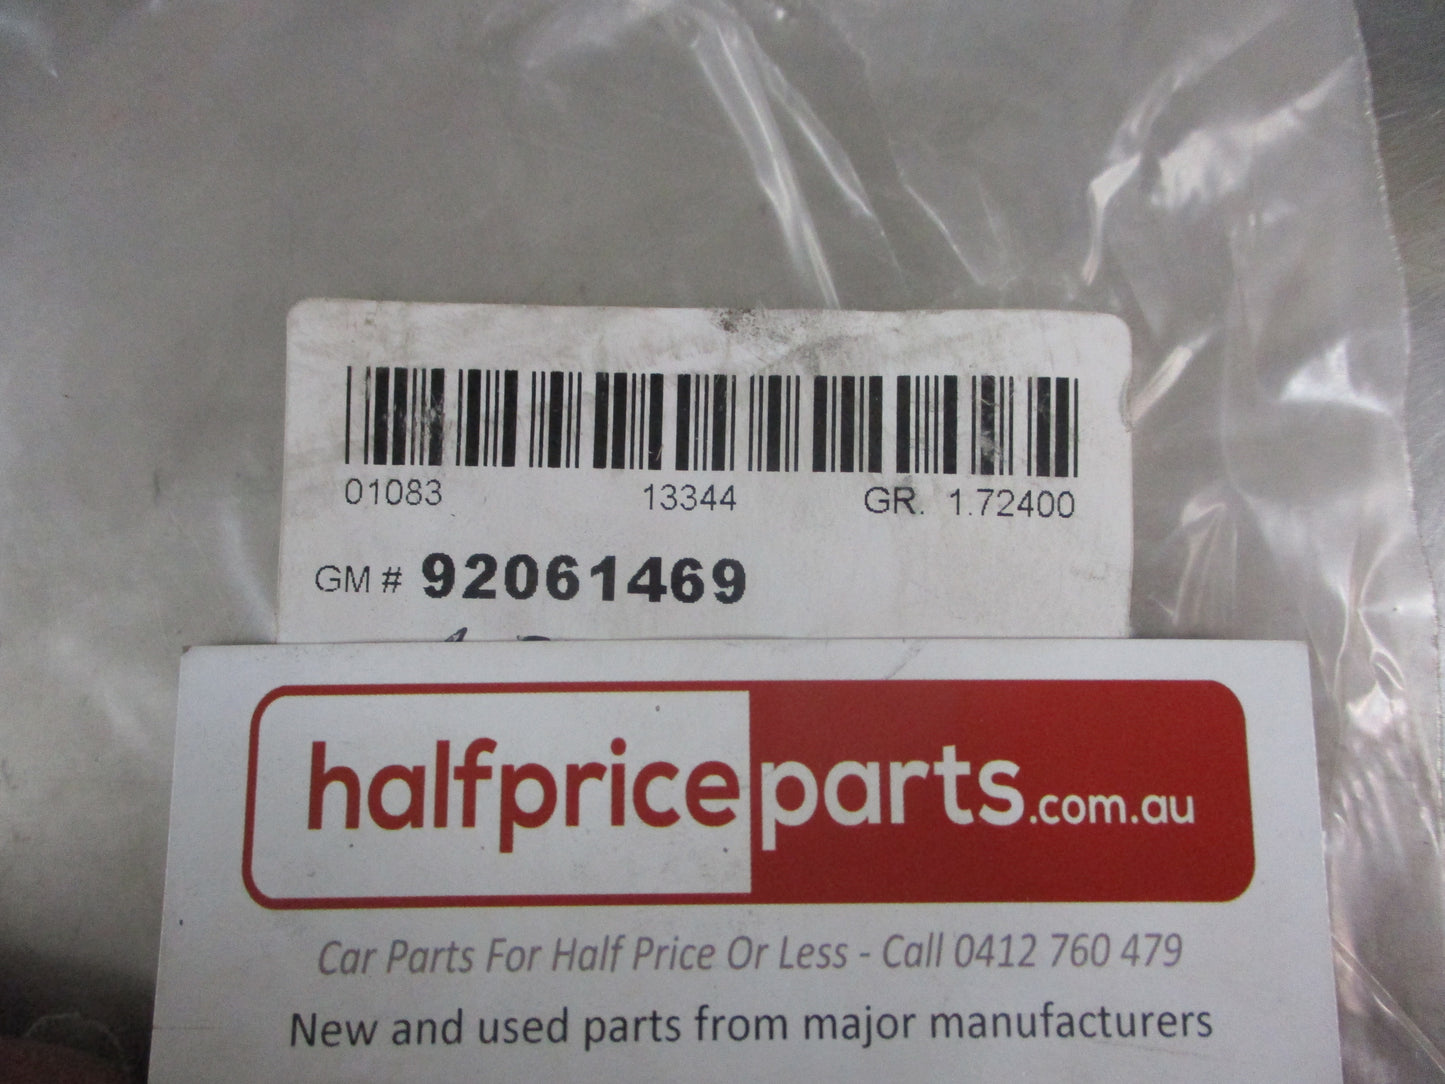 01083 13344 GR. 1.72400
GM # 92061469
halfpriceparts.com.au
Car Parts For Half Price Or Less - Call 0412 760 479
New and used parts from major manufacturers